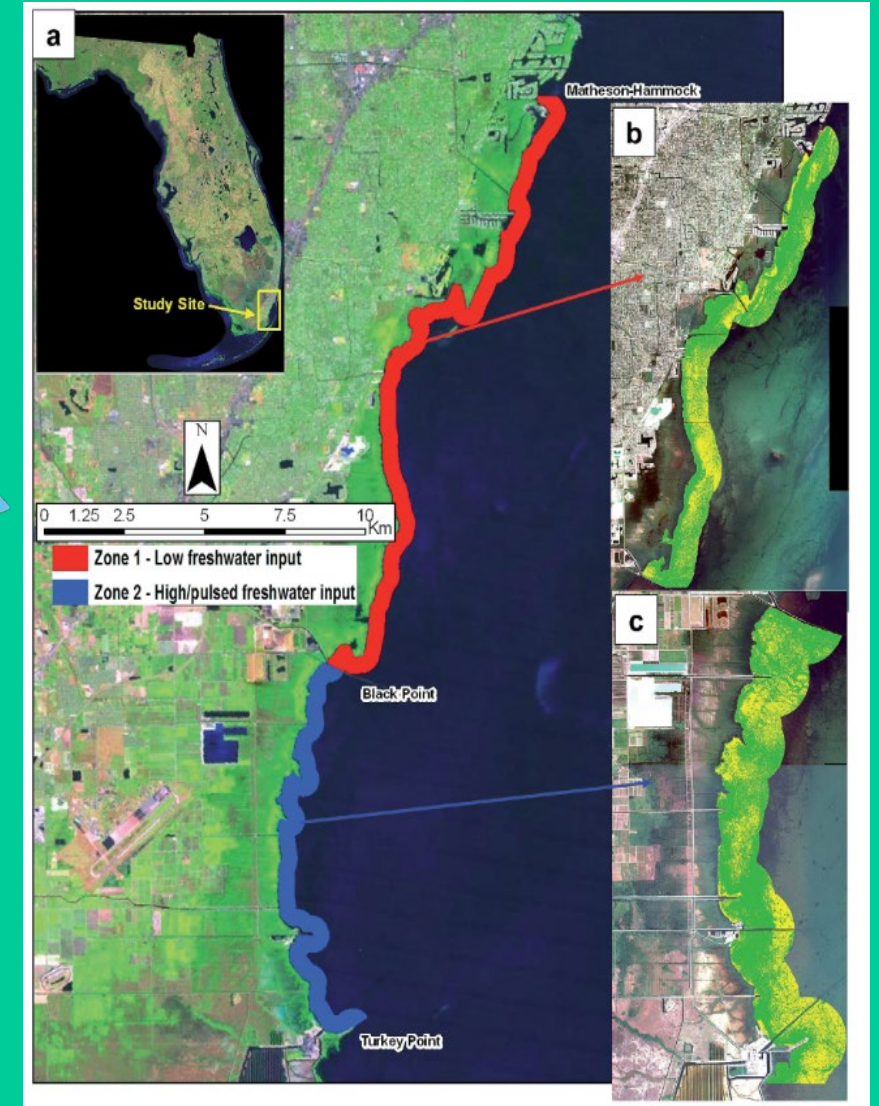 a
Matheson-Hammock
b
Study Site
N
0 1.25 2.5 5 7.5 10
Km
Zone 1 - Low freshwater input
Zone 2 - High/pulsed freshwater input
c
Black Point
Turkey Point